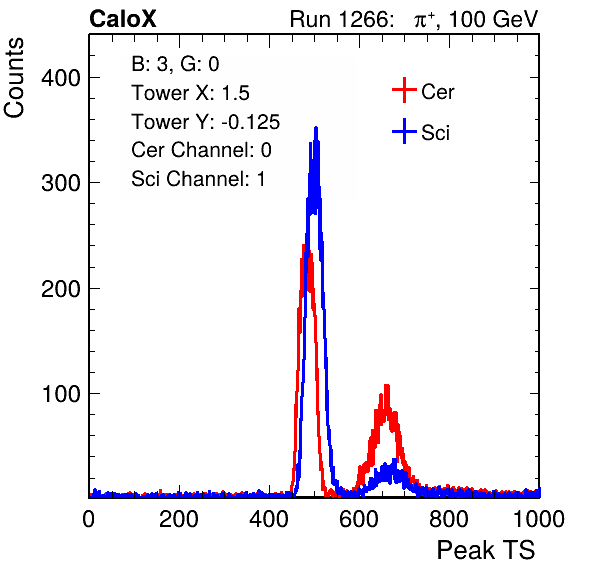 CaloX Run 1266: π⁺, 100 GeV
Counts
B: 3, G: 0
Tower X: 1.5
Tower Y: -0.125
Cer Channel: 0
Sci Channel: 1
Cer
Sci
400
300
200
100
0 200 400 600 800 1000
Peak TS